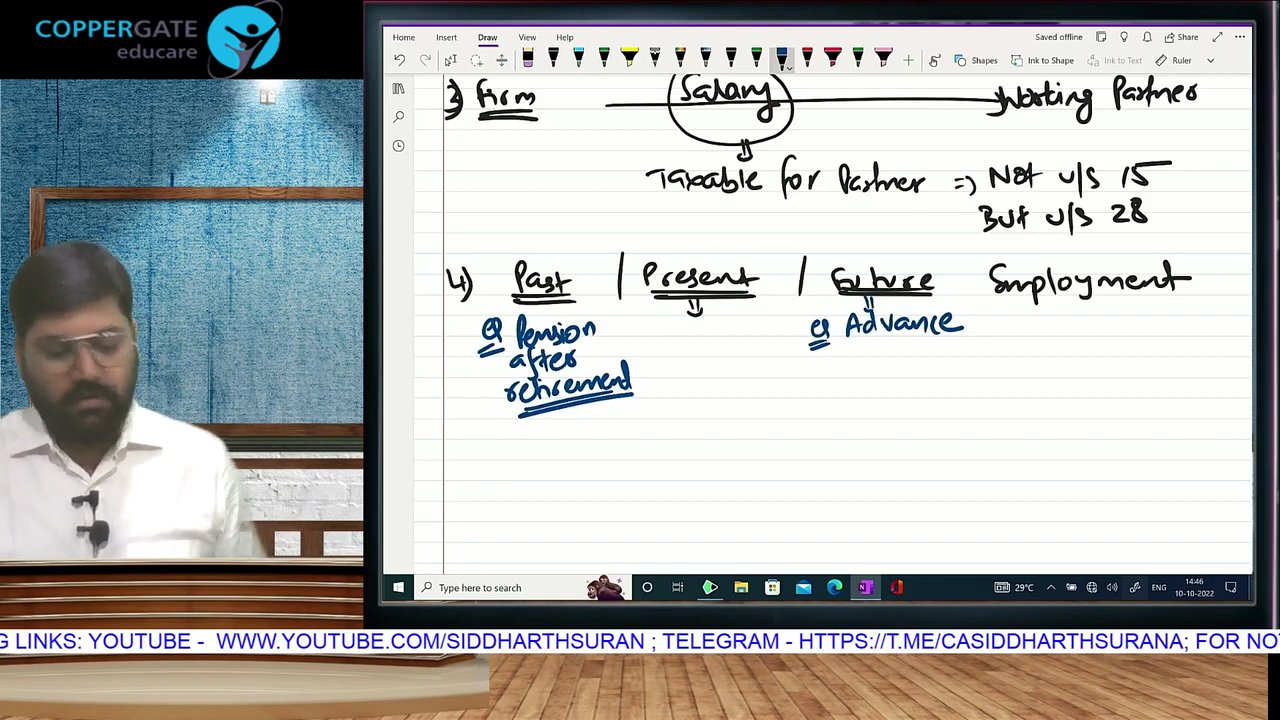 COPPERGATE
educare
Home Insert Draw View Help
Saved offline
Share
Shapes
Ink to Shape
Ink to Text
Ruler
3) Firm Salary Working Partner
Taxable for Partner => Not u/s 15
But u/s 28
4) Past | Present | Future Employment
eg Pension after retirement
eg Advance
Type here to search
29°C
ENG
14:46
10-10-2022
G LINKS: YOUTUBE - WWW.YOUTUBE.COM/SIDDHARTHSURAN ; TELEGRAM - HTTPS://T.ME/CASIDDHARTHSURANA; FOR NO